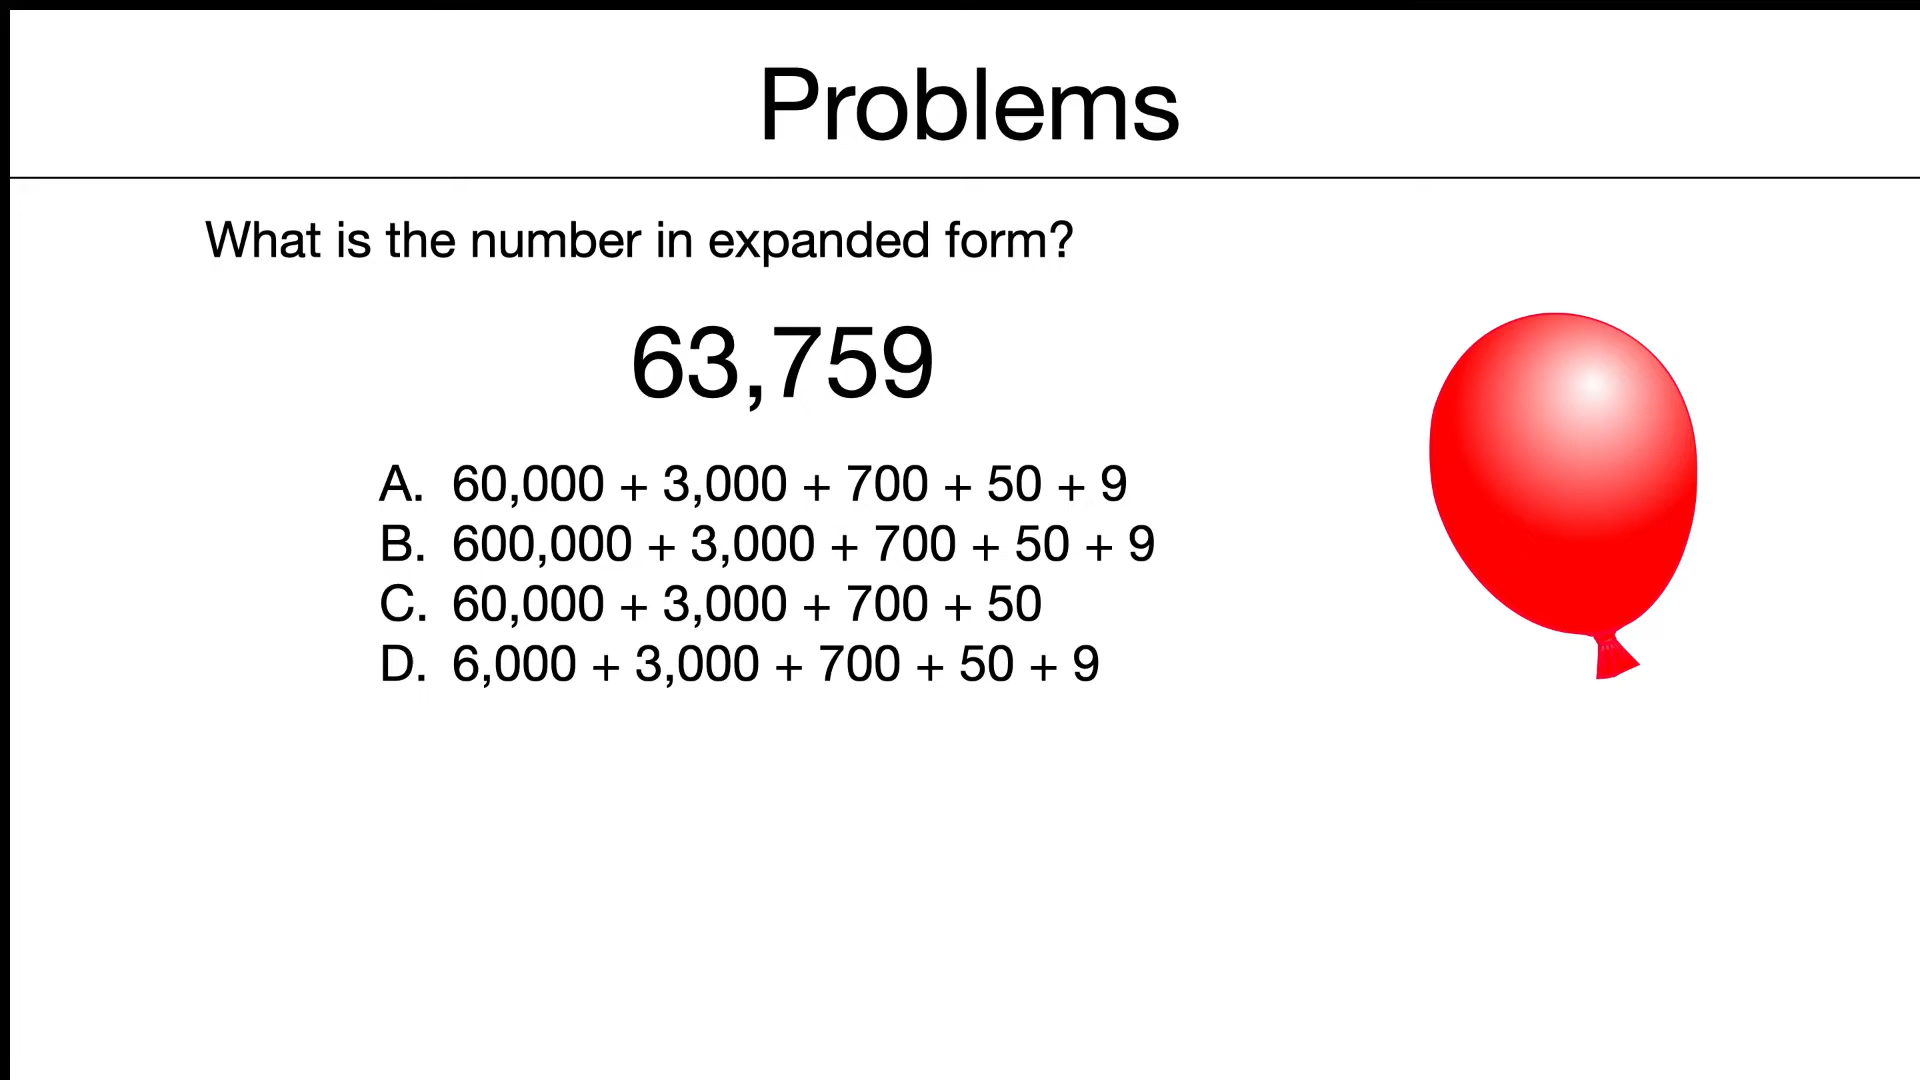 Problems
What is the number in expanded form?
63,759
A. 60,000 + 3,000 + 700 + 50 + 9
B. 600,000 + 3,000 + 700 + 50 + 9
C. 60,000 + 3,000 + 700 + 50
D. 6,000 + 3,000 + 700 + 50 + 9